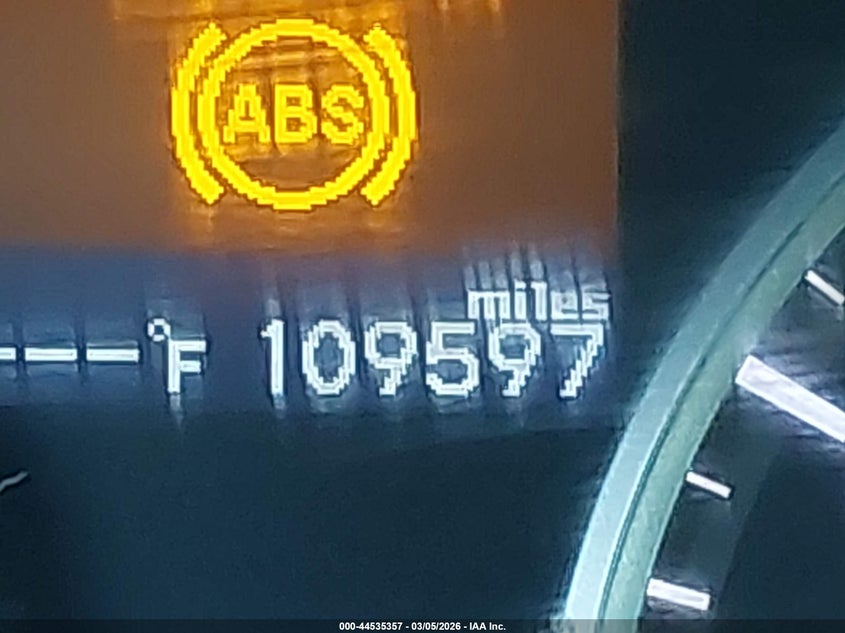 ABS
miles
---°F 109597
000-44535357 - 03/05/2026 - IAA Inc.